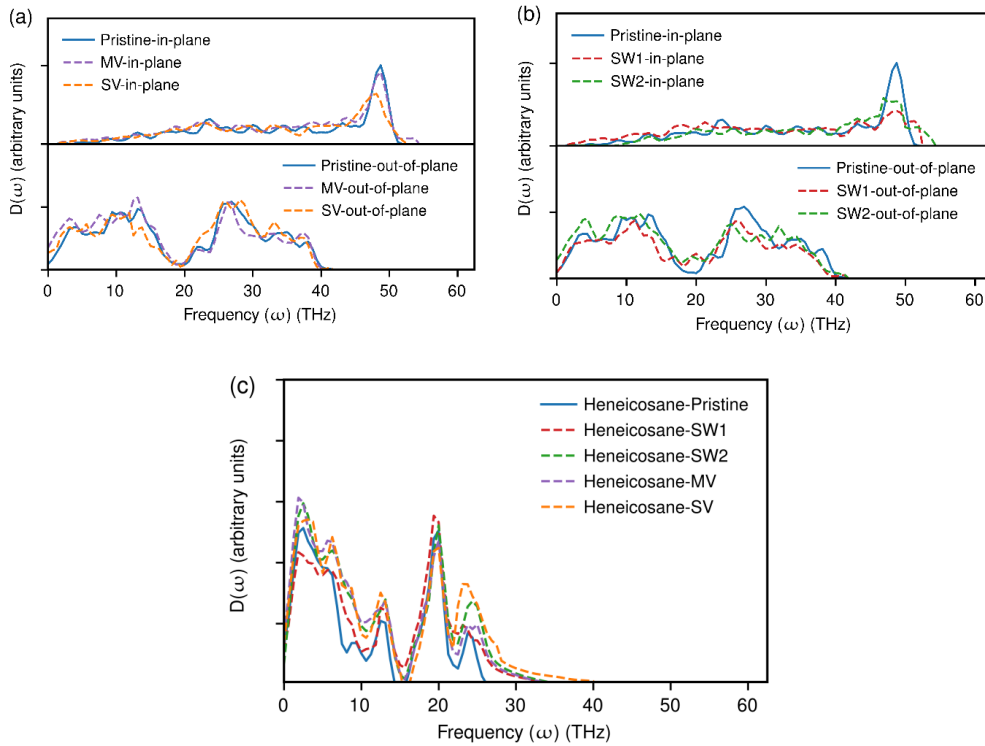 (a)
D(ω) (arbitrary units)
Pristine-in-plane
MV-in-plane
SV-in-plane
Pristine-out-of-plane
MV-out-of-plane
SV-out-of-plane
0 10 20 30 40 50 60
Frequency (ω) (THz)
(b)
D(ω) (arbitrary units)
Pristine-in-plane
SW1-in-plane
SW2-in-plane
Pristine-out-of-plane
SW1-out-of-plane
SW2-out-of-plane
0 10 20 30 40 50 60
Frequency (ω) (THz)
(c)
D(ω) (arbitrary units)
Heneicosane-Pristine
Heneicosane-SW1
Heneicosane-SW2
Heneicosane-MV
Heneicosane-SV
0 10 20 30 40 50 60
Frequency (ω) (THz)